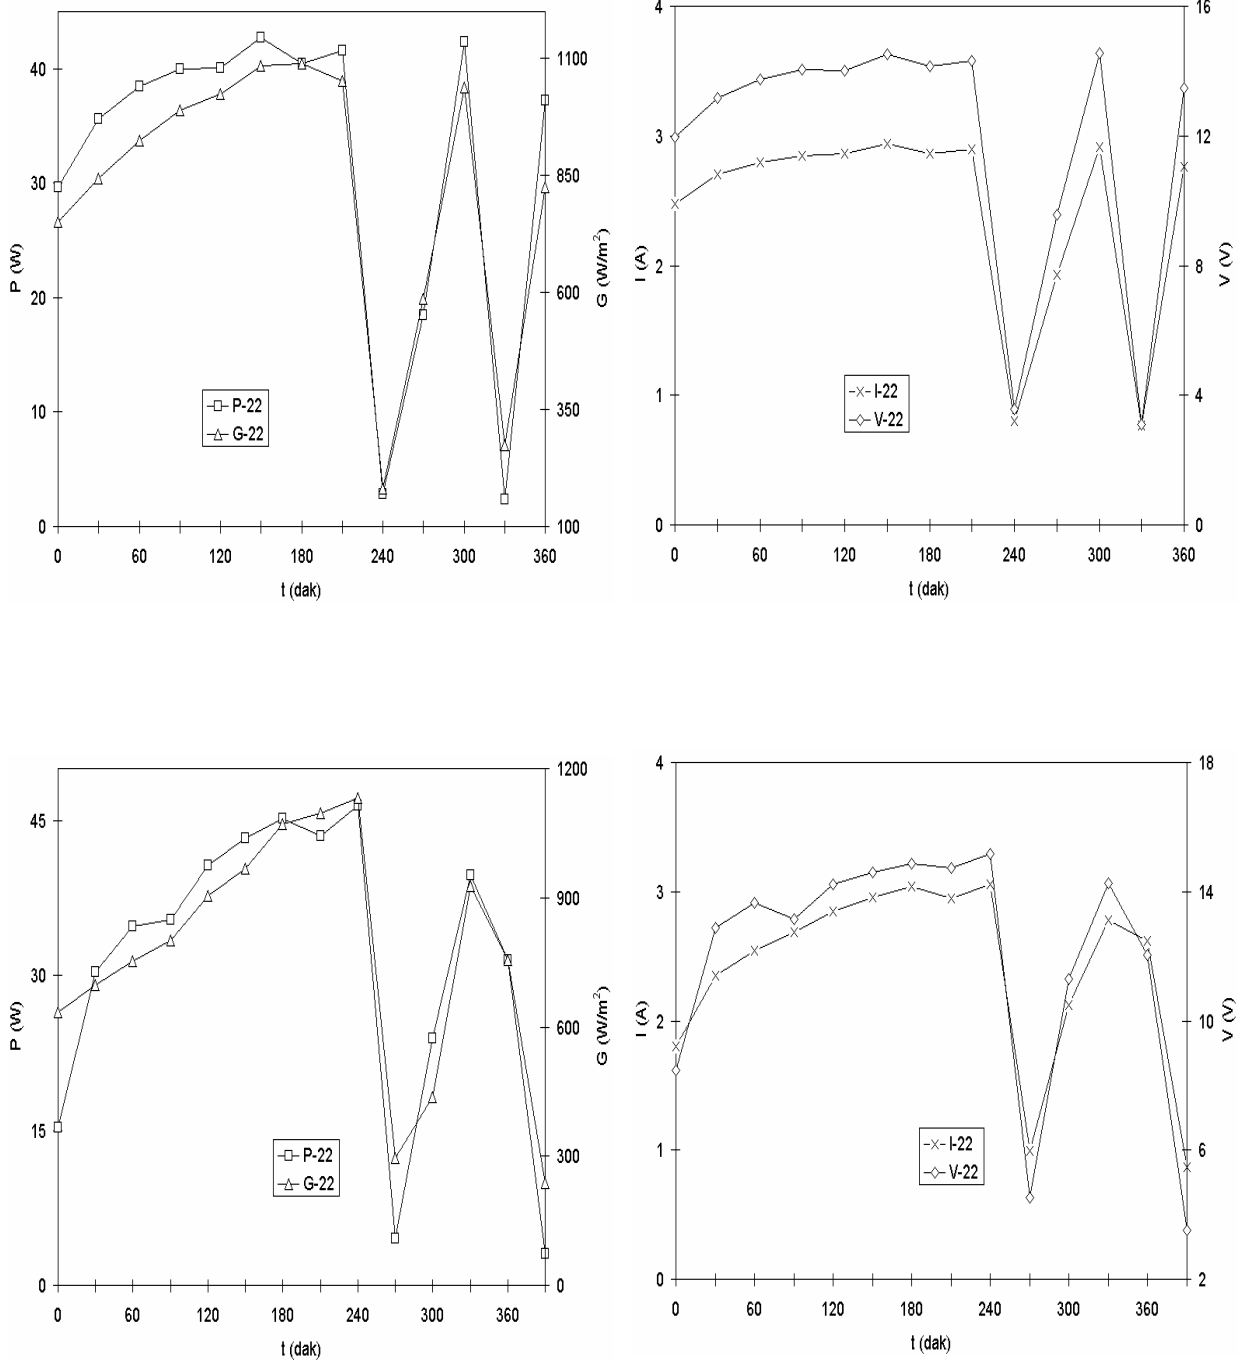 40
30
20
10
0
P (W)
1100
850
600
350
100
G (W/m²)
P-22
G-22
0 60 120 180 240 300 360
t (dak)
4
3
2
1
0
I (A)
16
12
8
4
0
V (V)
I-22
V-22
0 60 120 180 240 300 360
t (dak)
45
30
15
0
P (W)
1200
900
600
300
0
G (W/m²)
P-22
G-22
0 60 120 180 240 300 360
t (dak)
4
3
2
1
0
I (A)
18
14
10
6
2
V (V)
I-22
V-22
0 60 120 180 240 300 360
t (dak)